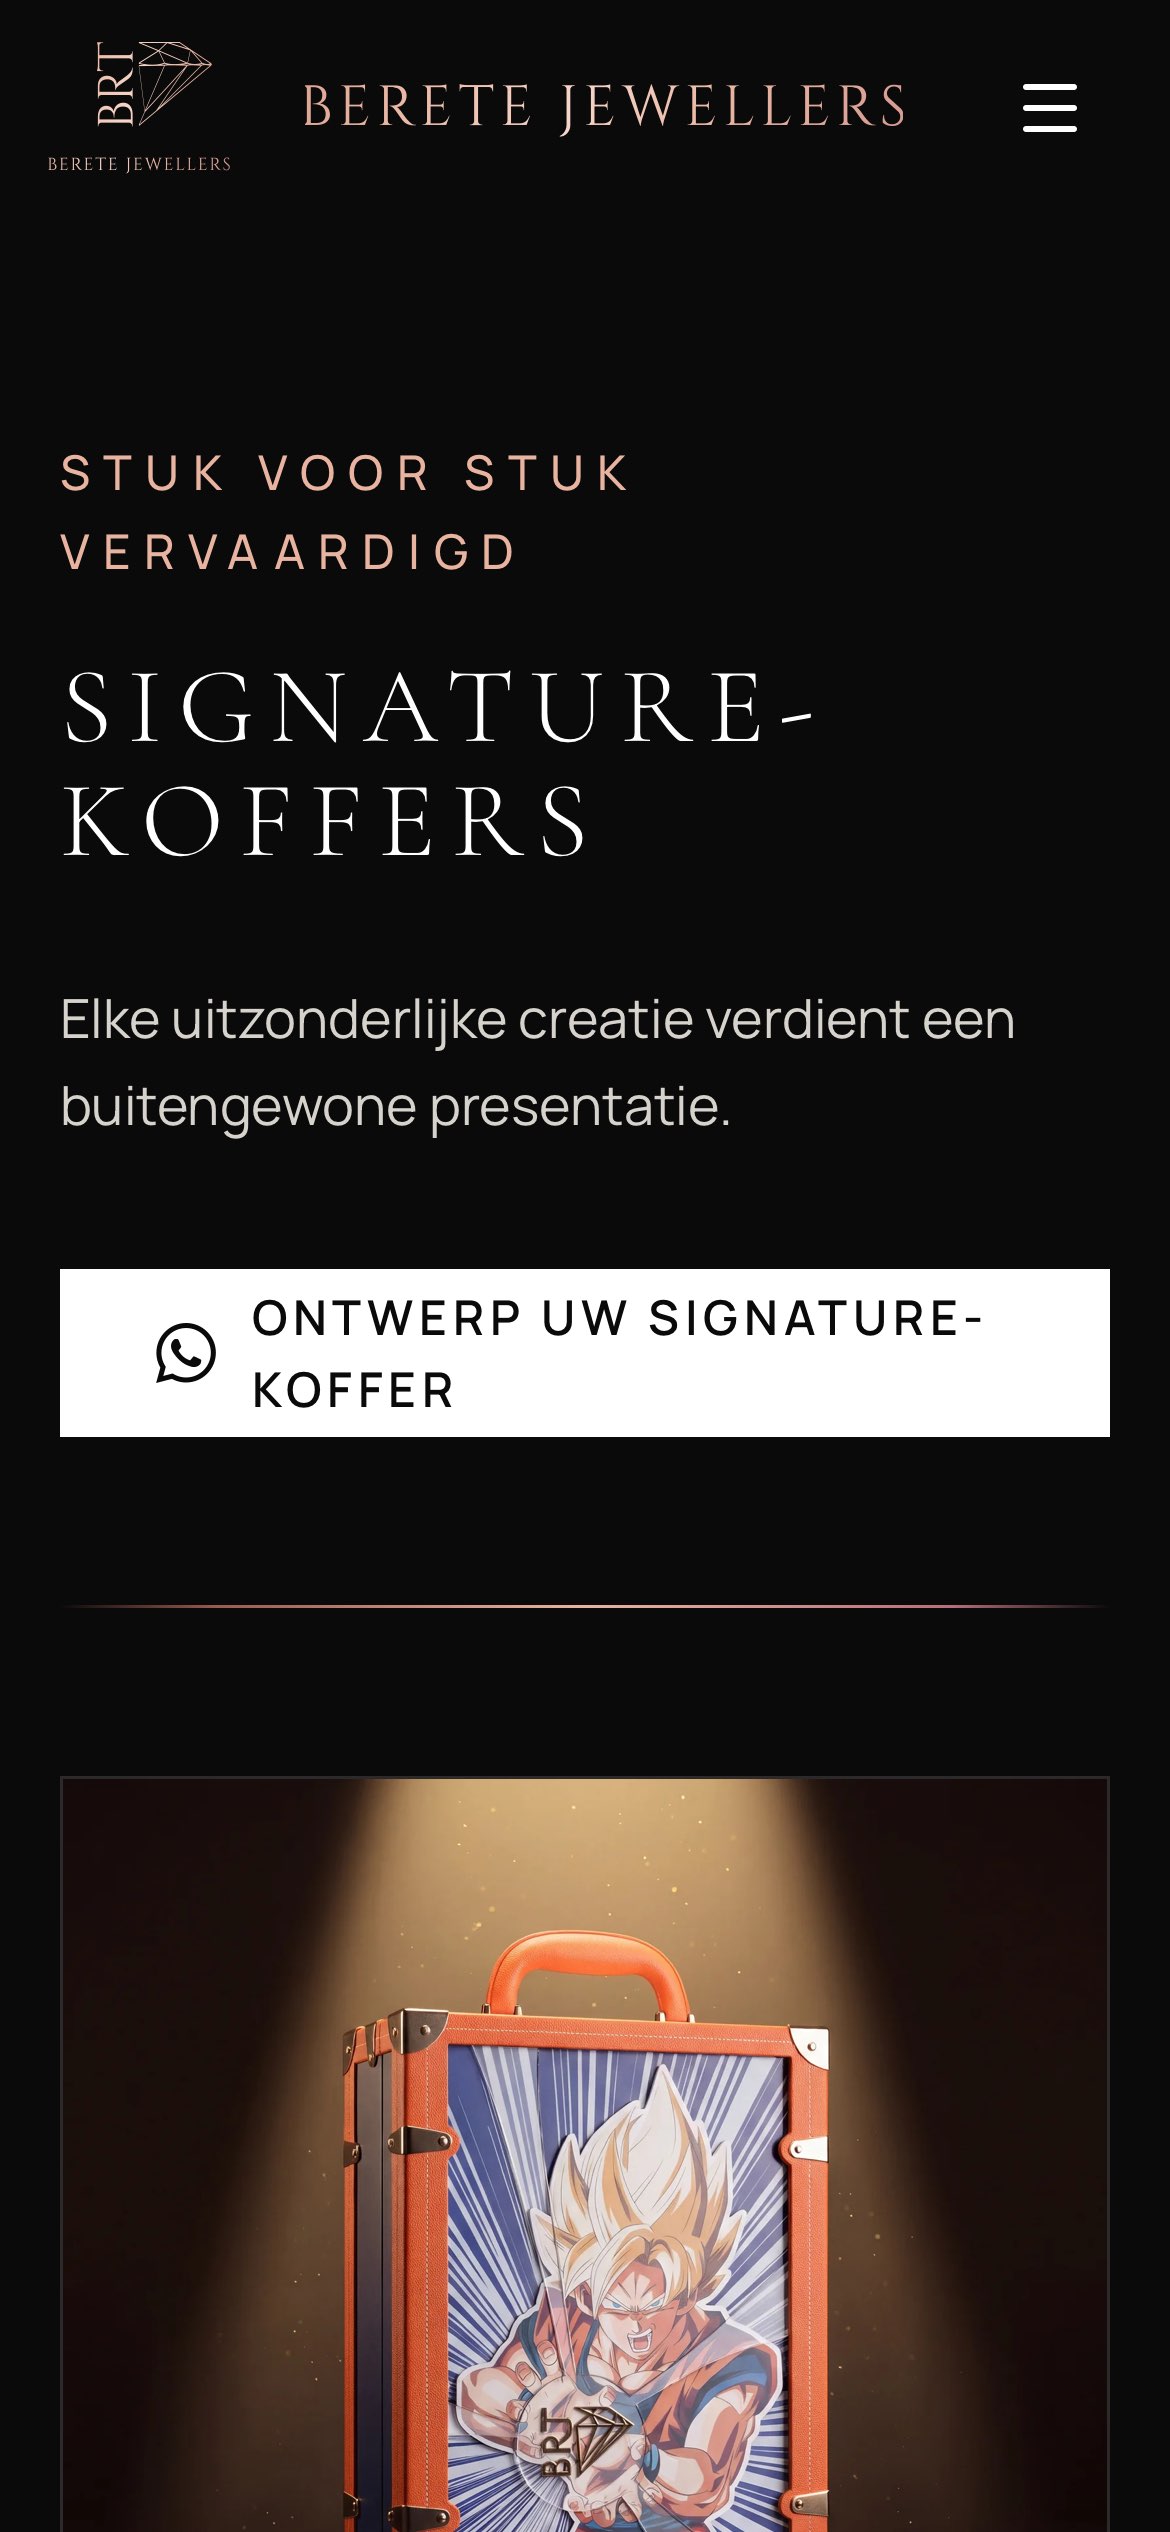 BRT
BERETE JEWELLERS
BERETE JEWELLERS
STUK VOOR STUK
VERVAARDIGD
SIGNATURE-
KOFFERS
Elke uitzonderlijke creatie verdient een
buitengewone presentatie.
ONTWERP UW SIGNATURE-
KOFFER
BRJ